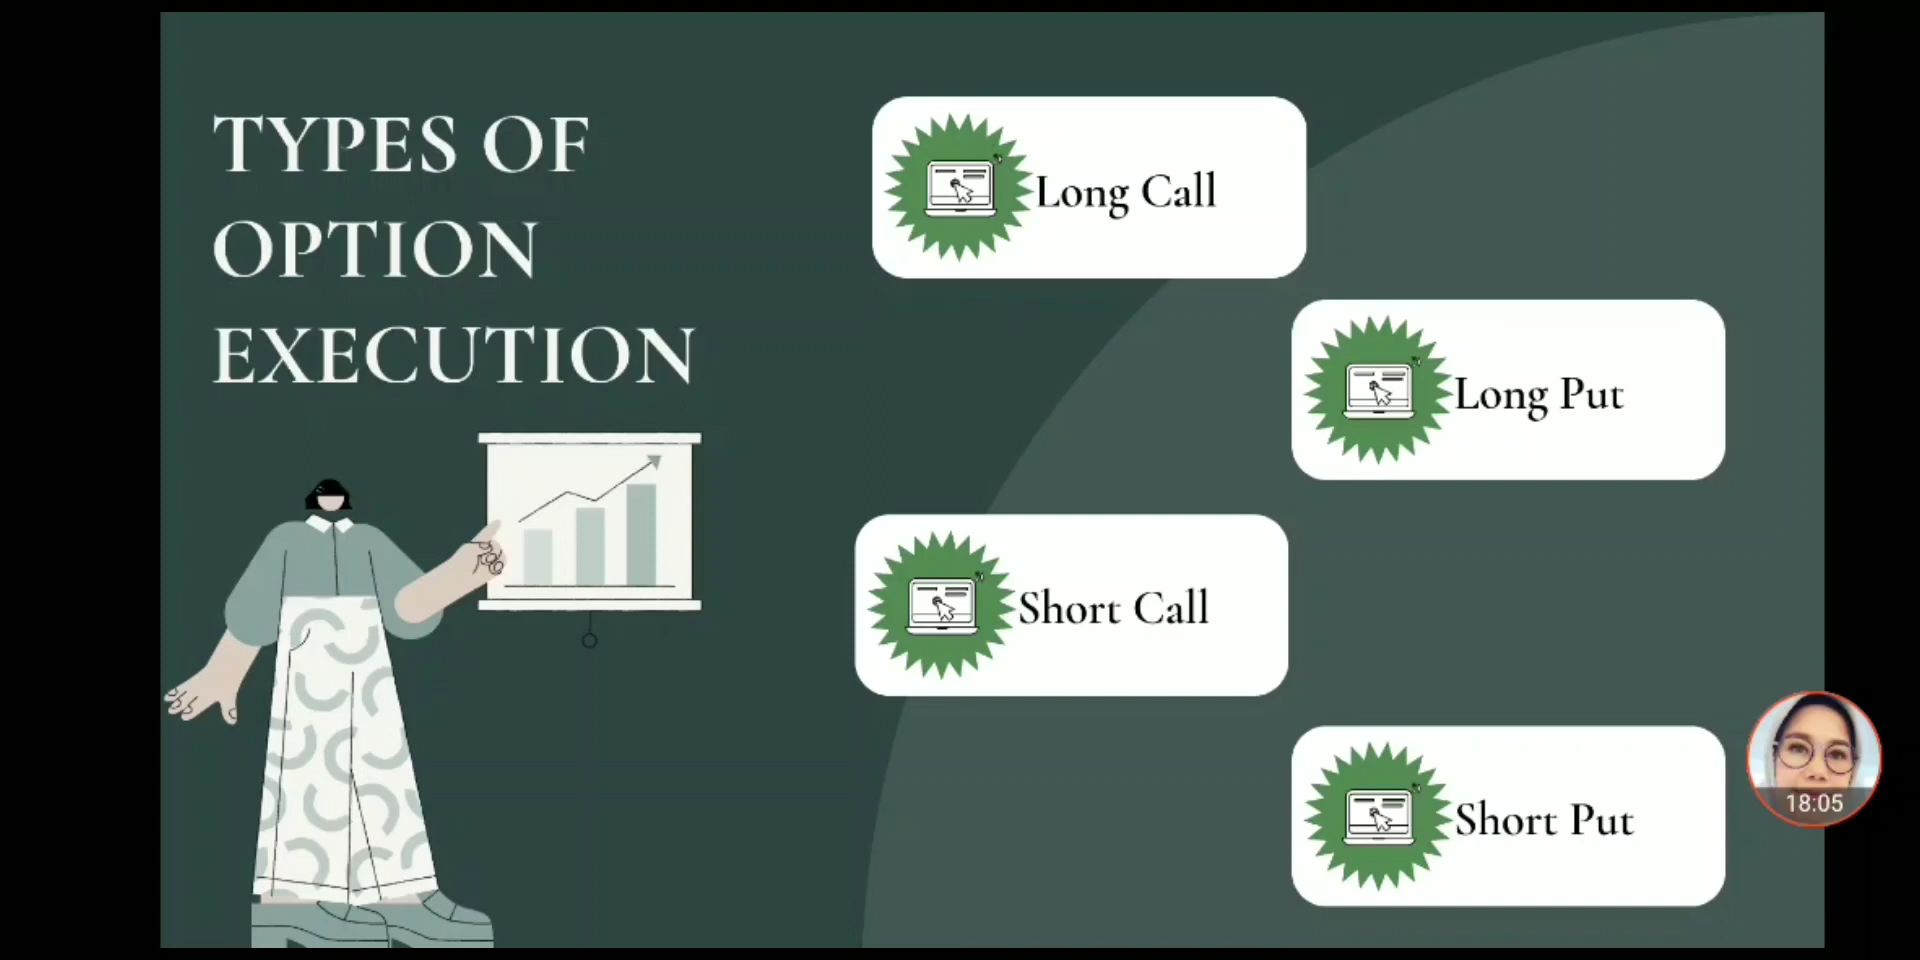 TYPES OF
OPTION
EXECUTION
Long Call
Long Put
Short Call
Short Put
18:05